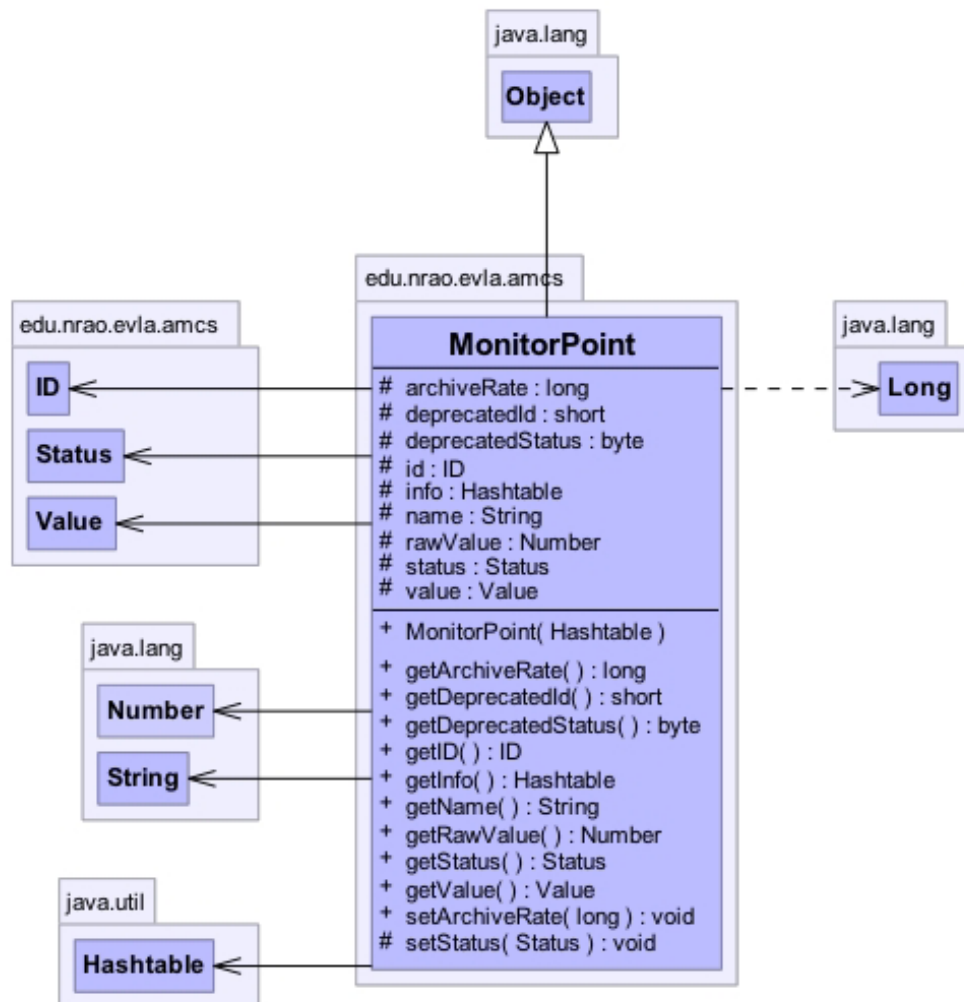 java.lang
Object
edu.nrao.evla.amcs
ID
Status
Value
edu.nrao.evla.amcs
MonitorPoint
# archiveRate : long
# deprecatedId : short
# deprecatedStatus : byte
# id : ID
# info : Hashtable
# name : String
# rawValue : Number
# status : Status
# value : Value
+ MonitorPoint( Hashtable )
+ getArchiveRate( ) : long
+ getDeprecatedId( ) : short
+ getDeprecatedStatus( ) : byte
+ getID( ) : ID
+ getInfo( ) : Hashtable
+ getName( ) : String
+ getRawValue( ) : Number
+ getStatus( ) : Status
+ getValue( ) : Value
+ setArchiveRate( long ) : void
# setStatus( Status ) : void
java.lang
Long
java.lang
Number
String
java.util
Hashtable